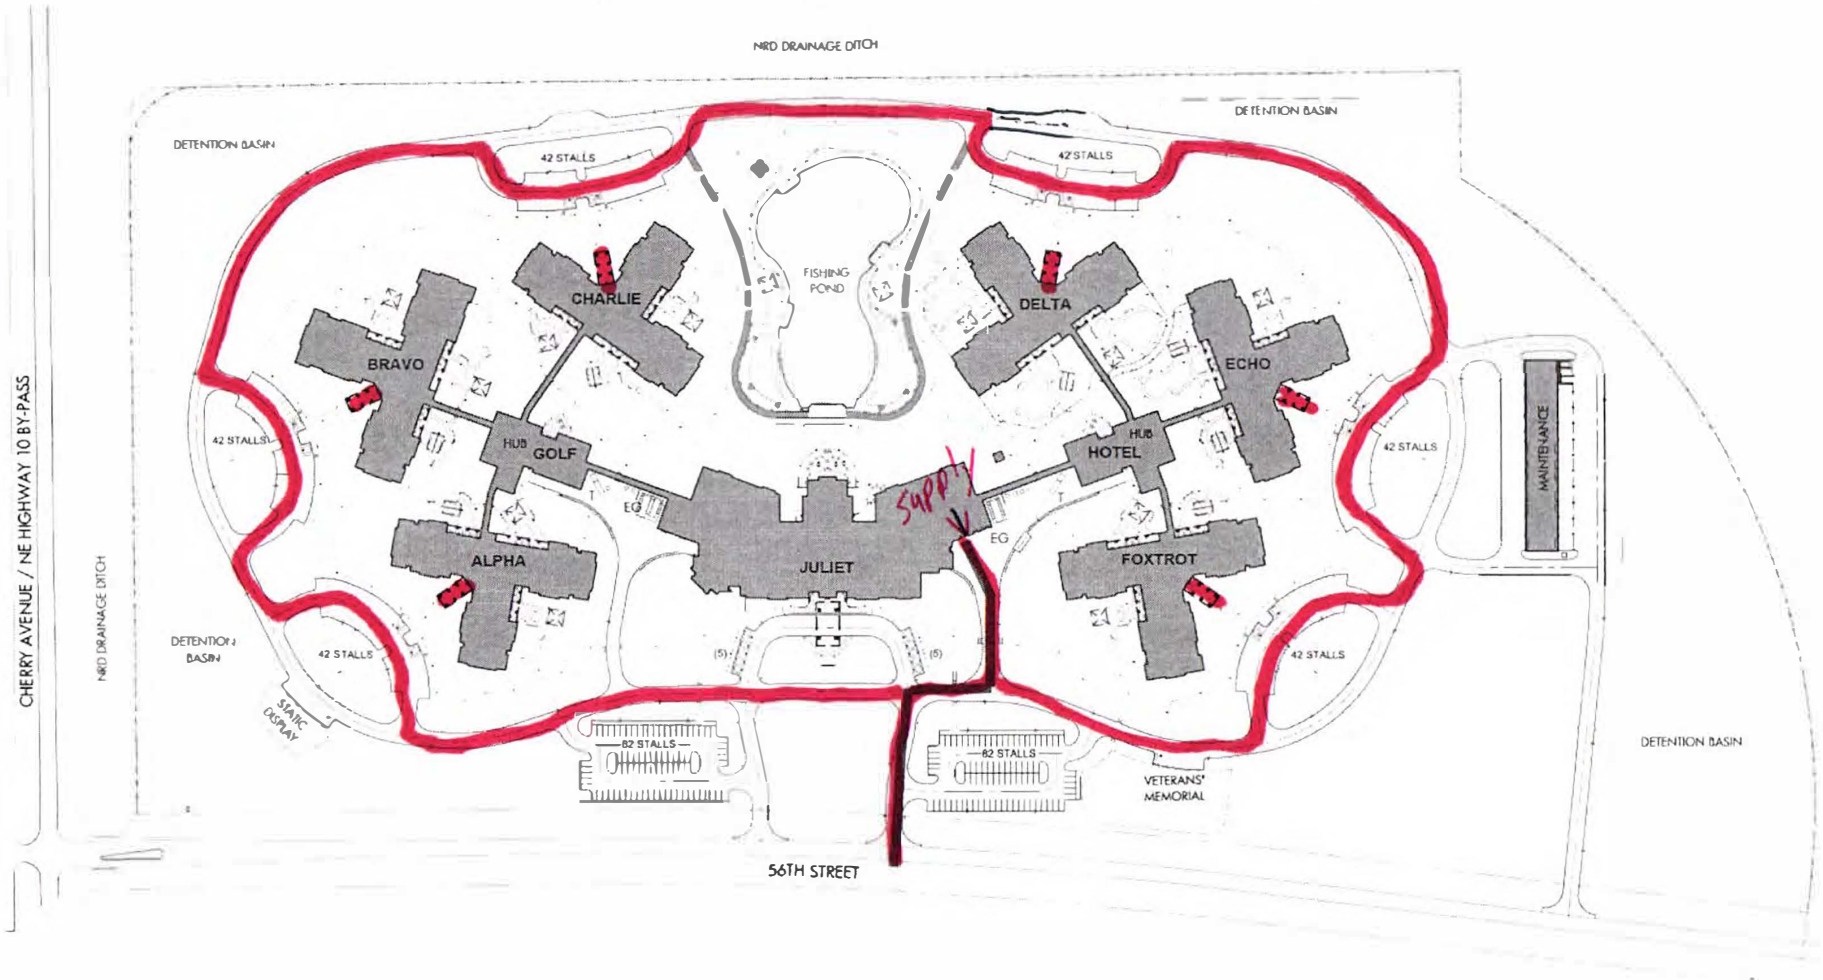 NRD DRAINAGE DITCH
DETENTION BASIN
DETENTION BASIN
42 STALLS
42 STALLS
CHARLIE
FISHING
POND
DELTA
BRAVO
ECHO
CHERRY AVENUE / NE HIGHWAY 10 BY-PASS
42 STALLS
HUB
GOLF
HUB
HOTEL
42 STALLS
MAINTENANCE
supply
EG
EG
ALPHA
JULIET
FOXTROT
NRD DRAINAGE DITCH
DETENTION
BASIN
42 STALLS
(5)
(5)
42 STALLS
STATIC
DISPLAY
82 STALLS
82 STALLS
DETENTION BASIN
VETERANS'
MEMORIAL
56TH STREET